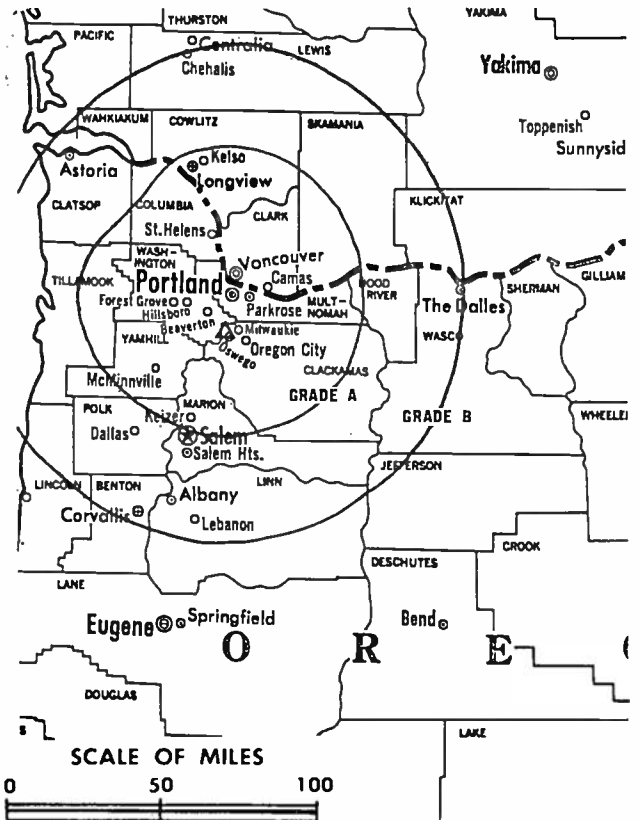 YAKIMA
THURSTON
PACIFIC
Centralia
LEWIS
Chehalis
Yakima
WAHKIAKUM
COWLITZ
SKAMANIA
Toppenish
Sunnysid
Kelso
Astoria
Longview
KLICKITAT
CLATSOP
COLUMBIA
CLARK
St. Helens
WASH-
INGTON
Vancouver
TILLAMOOK
Portland
Camas
HOOD
RIVER
SHERMAN
GILLIAM
Forest Grove
Parkrose
MULT-
NOMAH
The Dalles
Hillsboro
Beaverton
Milwaukie
WASCO
YAMHILL
Oswego
Oregon City
CLACKAMAS
McMinnville
GRADE A
POLK
MARION
GRADE B
WHEELE
Keizer
Dallas
Salem
Salem Hts.
JEFFERSON
LINCOLN
BENTON
LINN
Albany
Corvallis
Lebanon
CROOK
DESCHUTES
LANE
Eugene
Springfield
Bend
O R E
DOUGLAS
S
LAKE
SCALE OF MILES
0 50 100